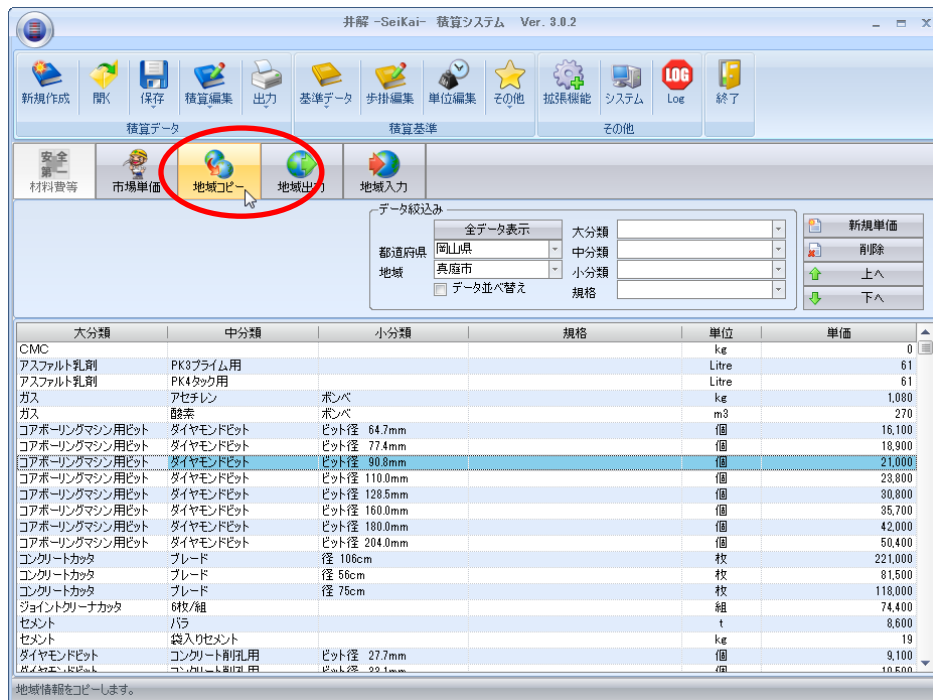 井解 -SeiKai- 積算システム Ver. 3.0.2
新規作成 開く 保存 積算編集 出力 基準データ 歩掛編集 単位編集 その他 拡張機能 システム LOG Log 終了
積算データ 積算基準 その他
安全
第一
材料費等 市場単価 地域コピー 地域出力 地域入力
データ絞込み
全データ表示 大分類 新規単価
都道府県 岡山県 中分類 削除
地域 真庭市 小分類 上へ
データ並べ替え 規格 下へ
大分類 中分類 小分類 規格 単位 単価
CMC kg 0
アスファルト乳剤 PK3プライム用 Litre 61
アスファルト乳剤 PK4タック用 Litre 61
ガス アセチレン ボンベ kg 1,080
ガス 酸素 ボンベ m3 270
コアボーリングマシン用ビット ダイヤモンドビット ビット径 64.7mm 個 16,100
コアボーリングマシン用ビット ダイヤモンドビット ビット径 77.4mm 個 18,900
コアボーリングマシン用ビット ダイヤモンドビット ビット径 90.8mm 個 21,000
コアボーリングマシン用ビット ダイヤモンドビット ビット径 110.0mm 個 23,800
コアボーリングマシン用ビット ダイヤモンドビット ビット径 128.5mm 個 30,800
コアボーリングマシン用ビット ダイヤモンドビット ビット径 160.0mm 個 35,700
コアボーリングマシン用ビット ダイヤモンドビット ビット径 180.0mm 個 42,000
コアボーリングマシン用ビット ダイヤモンドビット ビット径 204.0mm 個 50,400
コンクリートカッタ ブレード 径 106cm 枚 221,000
コンクリートカッタ ブレード 径 56cm 枚 81,500
コンクリートカッタ ブレード 径 75cm 枚 118,000
ジョイントクリーナカッタ 6枚/組 組 74,400
セメント バラ t 8,600
セメント 袋入りセメント kg 19
ダイヤモンドビット コンクリート削孔用 ビット径 27.7mm 個 9,100
ダイヤモンドビット コンクリート削孔用 ビット径 33.1mm 個 10,500
地域情報をコピーします。